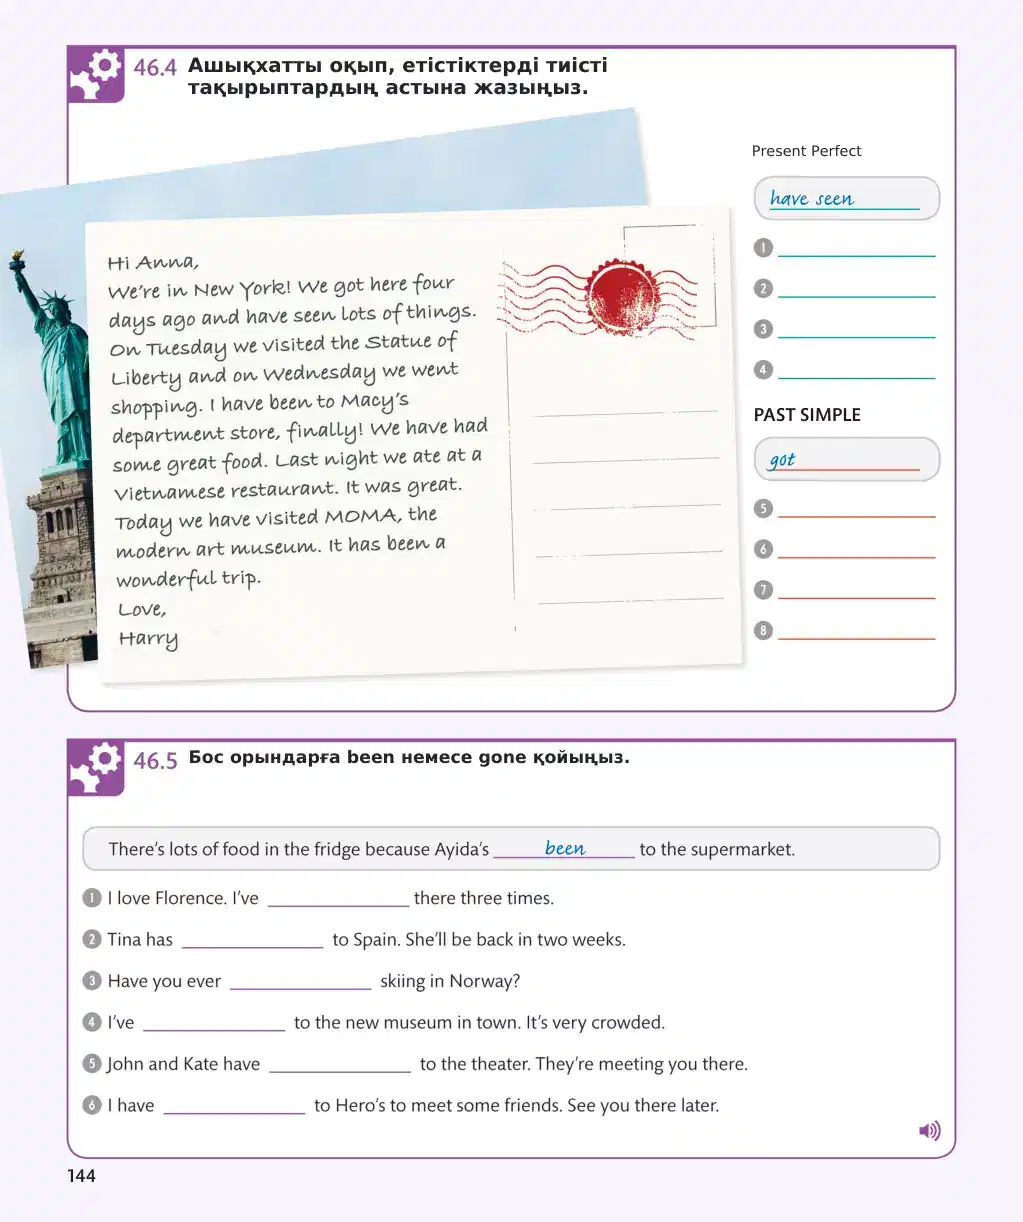 46.4 Ашықхатты оқып, етістіктерді тиісті
тақырыптардың астына жазыңыз.
Hi Anna,
We're in New York! We got here four
days ago and have seen lots of things.
On Tuesday we visited the Statue of
Liberty and on Wednesday we went
shopping. I have been to Macy's
department store, finally! We have had
some great food. Last night we ate at a
Vietnamese restaurant. It was great.
Today we have visited MOMA, the
modern art museum. It has been a
wonderful trip.
Love,
Harry
Present Perfect
have seen
1
2
3
4
PAST SIMPLE
got
5
6
7
8
46.5 Бос орындарға been немесе gone қойыңыз.
There's lots of food in the fridge because Ayida's been to the supermarket.
1 I love Florence. I've ______ there three times.
2 Tina has ______ to Spain. She'll be back in two weeks.
3 Have you ever ______ skiing in Norway?
4 I've ______ to the new museum in town. It's very crowded.
5 John and Kate have ______ to the theater. They're meeting you there.
6 I have ______ to Hero's to meet some friends. See you there later.
144